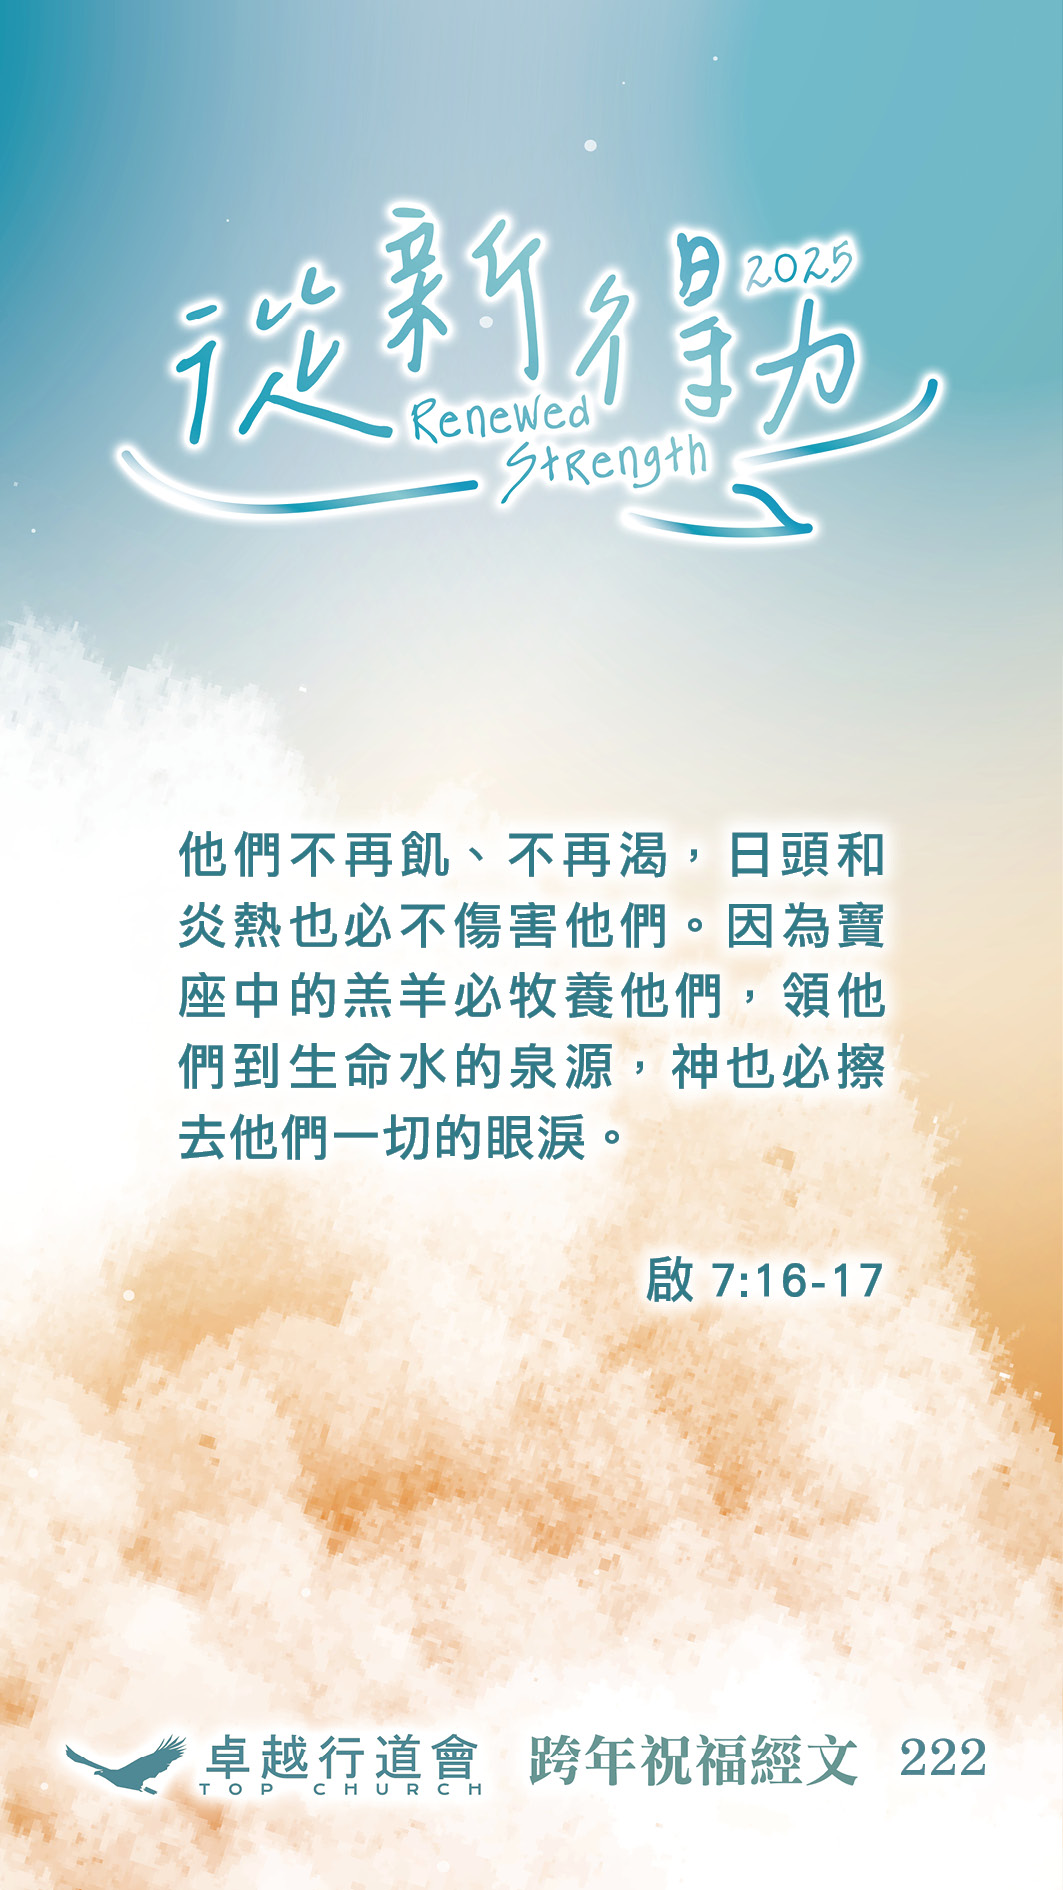 從新得力 2025
Renewed
Strength
他們不再飢、不再渴，日頭和
炎熱也必不傷害他們。因為寶
座中的羔羊必牧養他們，領他
們到生命水的泉源，神也必擦
去他們一切的眼淚。
啟 7:16-17
卓越行道會
TOP CHURCH
跨年祝福經文 222